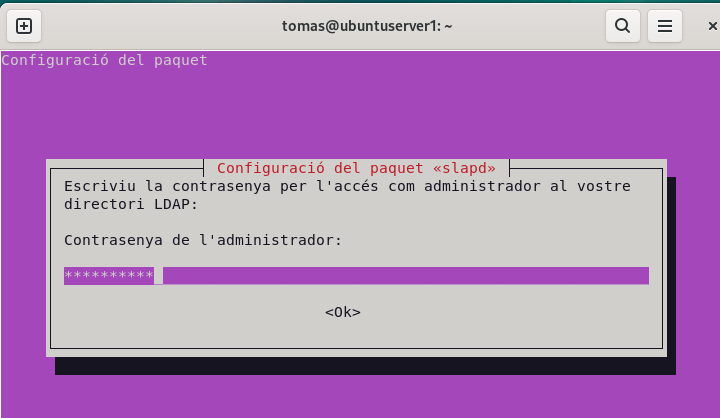 tomas@ubuntuserver1: ~
Configuració del paquet
Configuració del paquet «slapd»
Escriviu la contrasenya per l'accés com administrador al vostre
directori LDAP:
Contrasenya de l'administrador:
**********
<Ok>